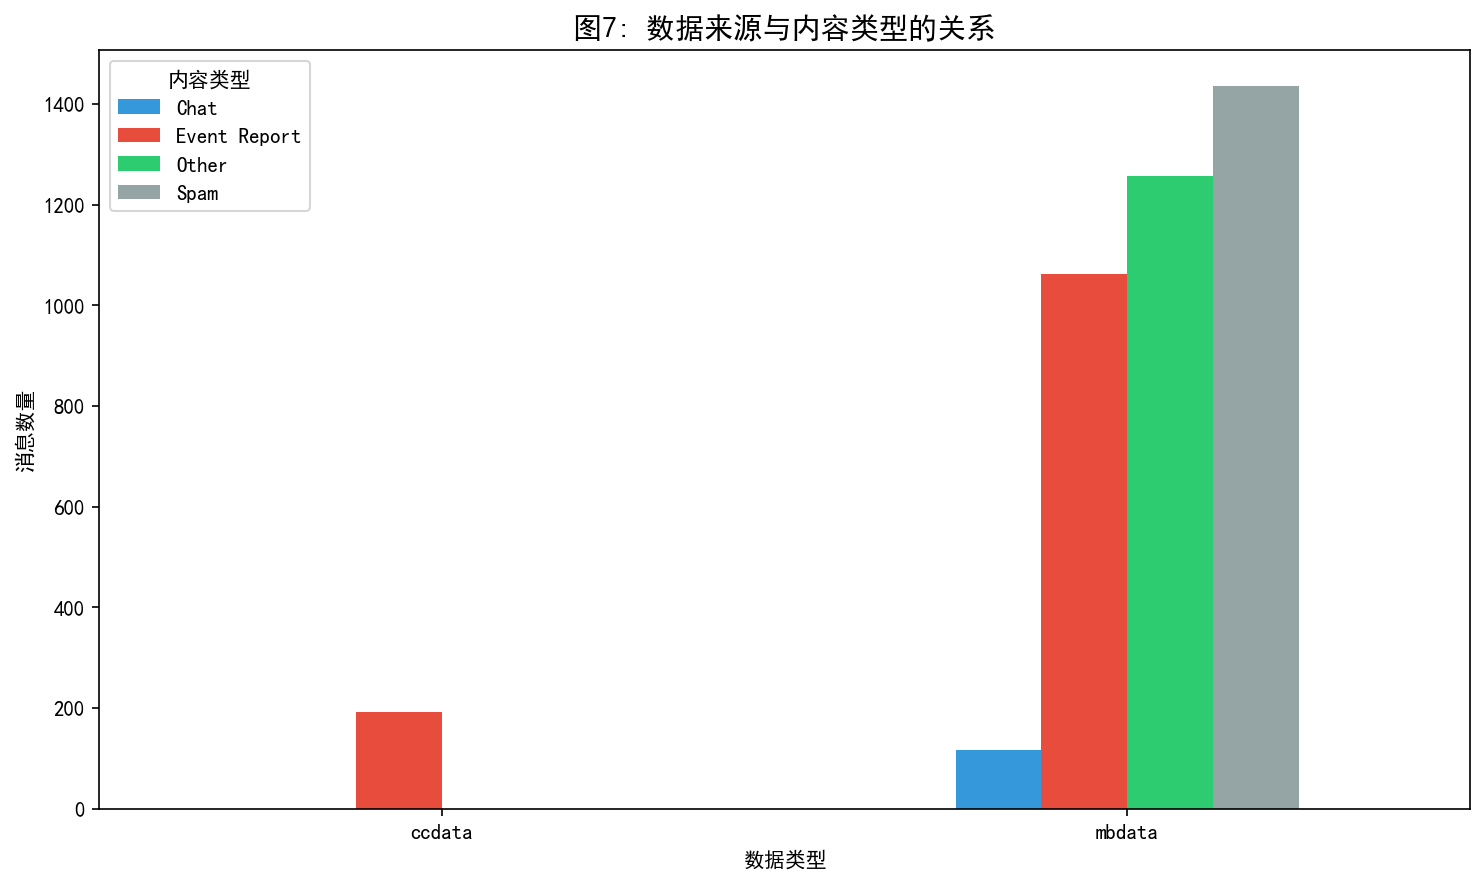 图7: 数据来源与内容类型的关系
内容类型
Chat
Event Report
Other
Spam
1400
1200
1000
800
600
400
200
0
消息数量
ccdata
mbdata
数据类型